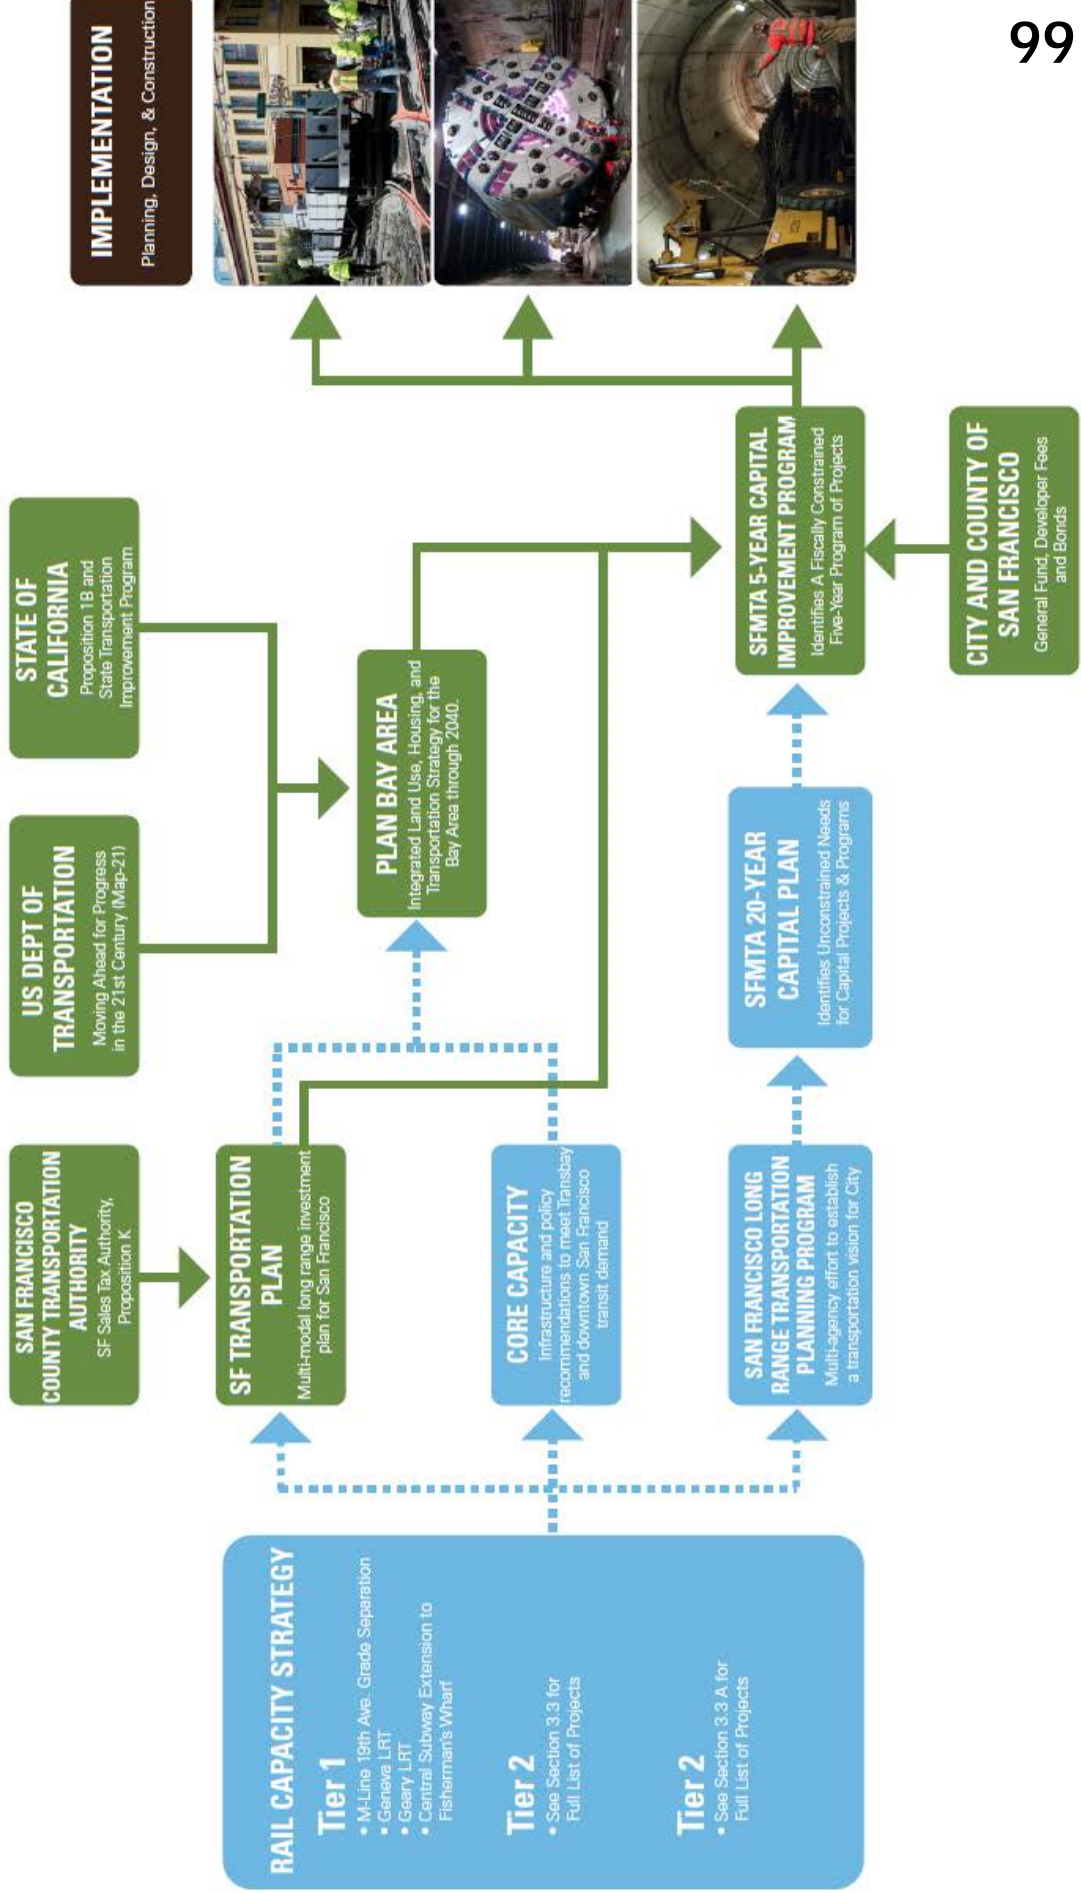 RAIL CAPACITY STRATEGY
Tier 1
• M-Line 19th Ave. Grade Separation
• Geneva LRT
• Geary LRT
• Central Subway Extension to
Fisherman's Wharf
Tier 2
• See Section 3.3 for
Full List of Projects
Tier 2
• See Section 3.3 A for
Full List of Projects
SAN FRANCISCO
COUNTY TRANSPORTATION
AUTHORITY
SF Sales Tax Authority,
Proposition K
SF TRANSPORTATION
PLAN
Multi-modal long range investment
plan for San Francisco
CORE CAPACITY
Infrastructure and policy
recommendations to meet Transbay
and downtown San Francisco
transit demand
SAN FRANCISCO LONG
RANGE TRANSPORTATION
PLANNING PROGRAM
Multi-agency effort to establish
a transportation vision for City
US DEPT OF
TRANSPORTATION
Moving Ahead for Progress
in the 21st Century (Map-21)
STATE OF
CALIFORNIA
Proposition 1B and
State Transportation
Improvement Program
PLAN BAY AREA
Integrated Land Use, Housing, and
Transportation Strategy for the
Bay Area through 2040.
SFMTA 20-YEAR
CAPITAL PLAN
Identifies Unconstrained Needs
for Capital Projects & Programs
SFMTA 5-YEAR CAPITAL
IMPROVEMENT PROGRAM
Identifies A Fiscally Constrained
Five-Year Program of Projects
CITY AND COUNTY OF
SAN FRANCISCO
General Fund, Developer Fees
and Bonds
IMPLEMENTATION
Planning, Design, & Construction
99